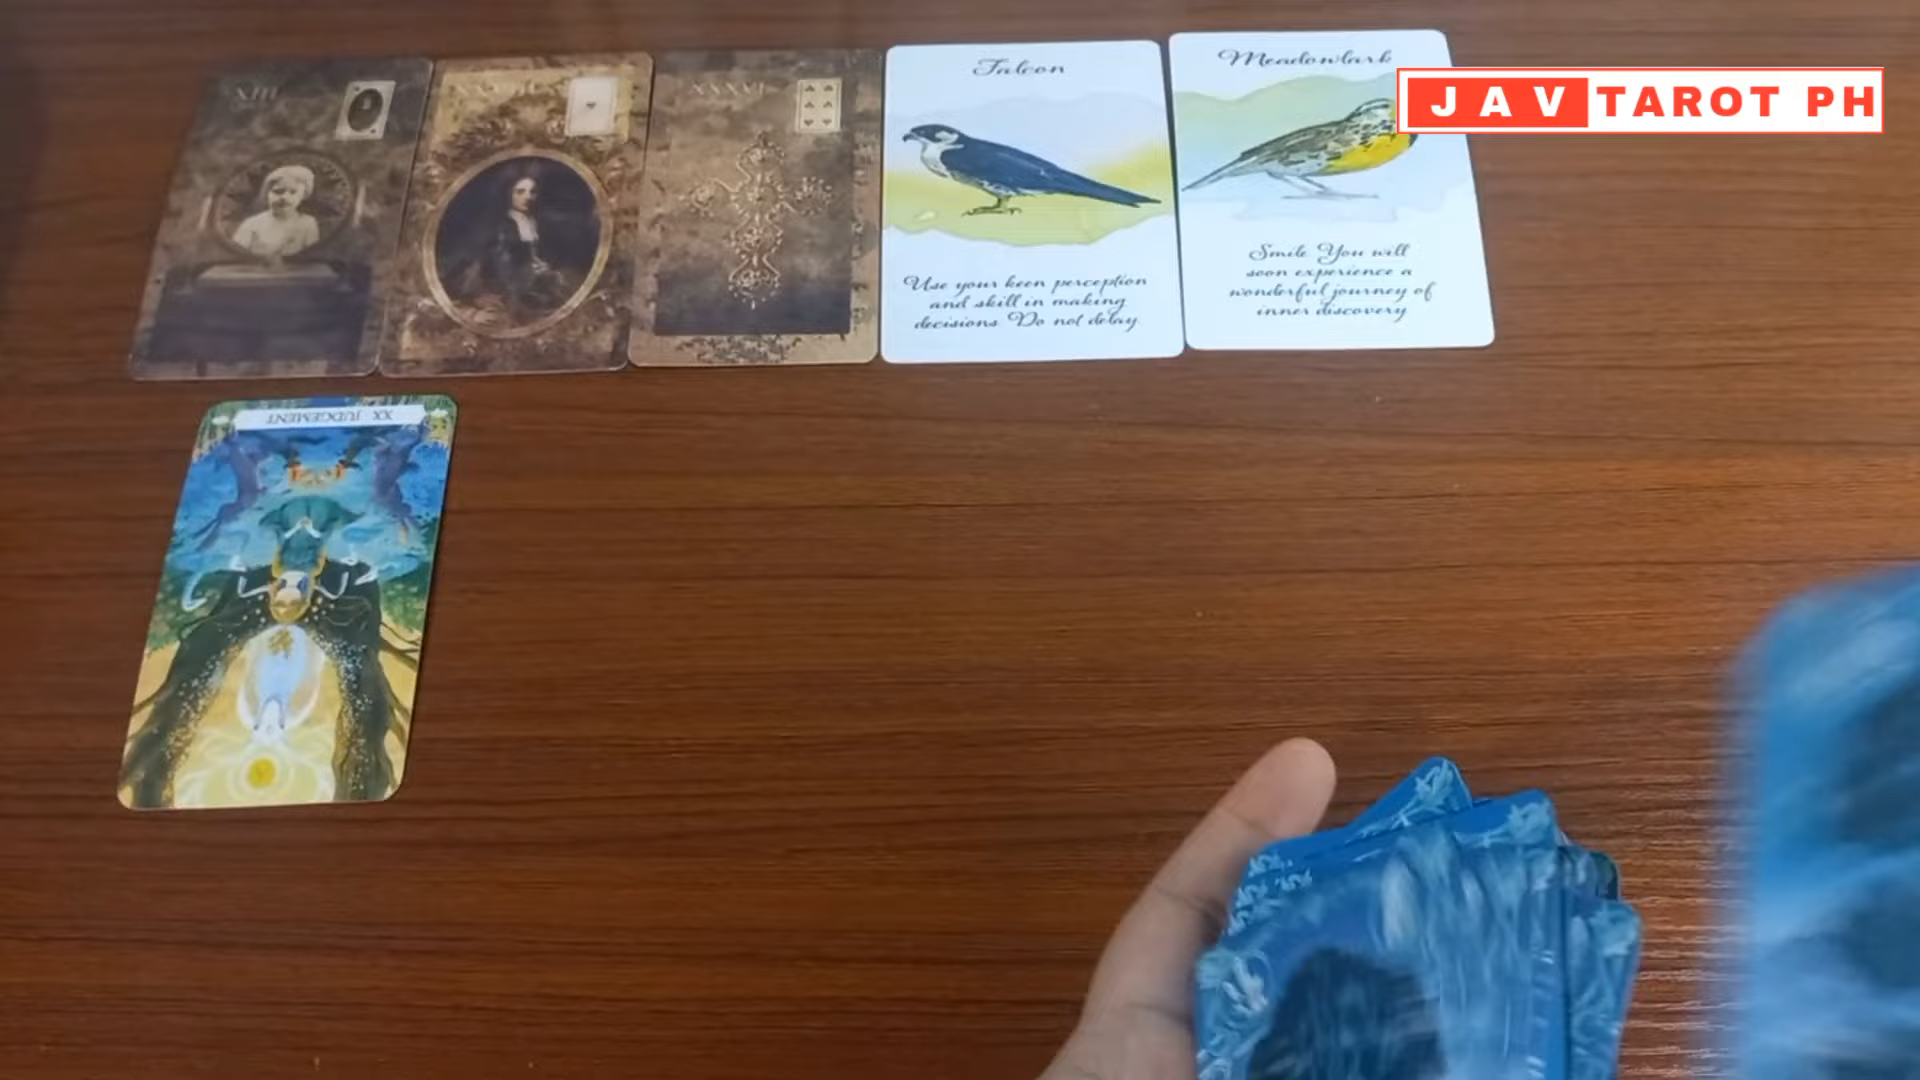 XIII
XXXVI
Falcon
Use your keen perception
and skill in making
decisions Do not delay
Meadowlark
Smile You will
soon experience a
wonderful journey of
inner discovery
JAV TAROT PH
XX JUDGEMENT